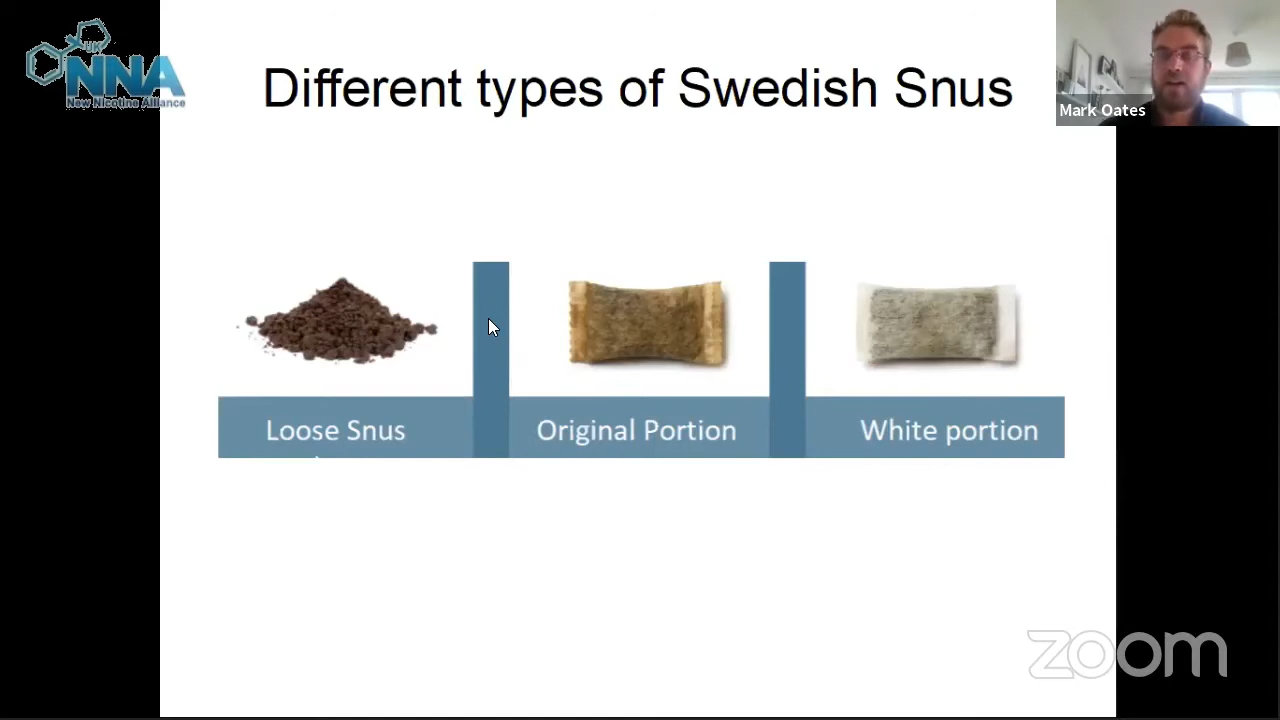 UK
NNA
New Nicotine Alliance
Different types of Swedish Snus
Mark Oates
Loose Snus
Original Portion
White portion
zoom